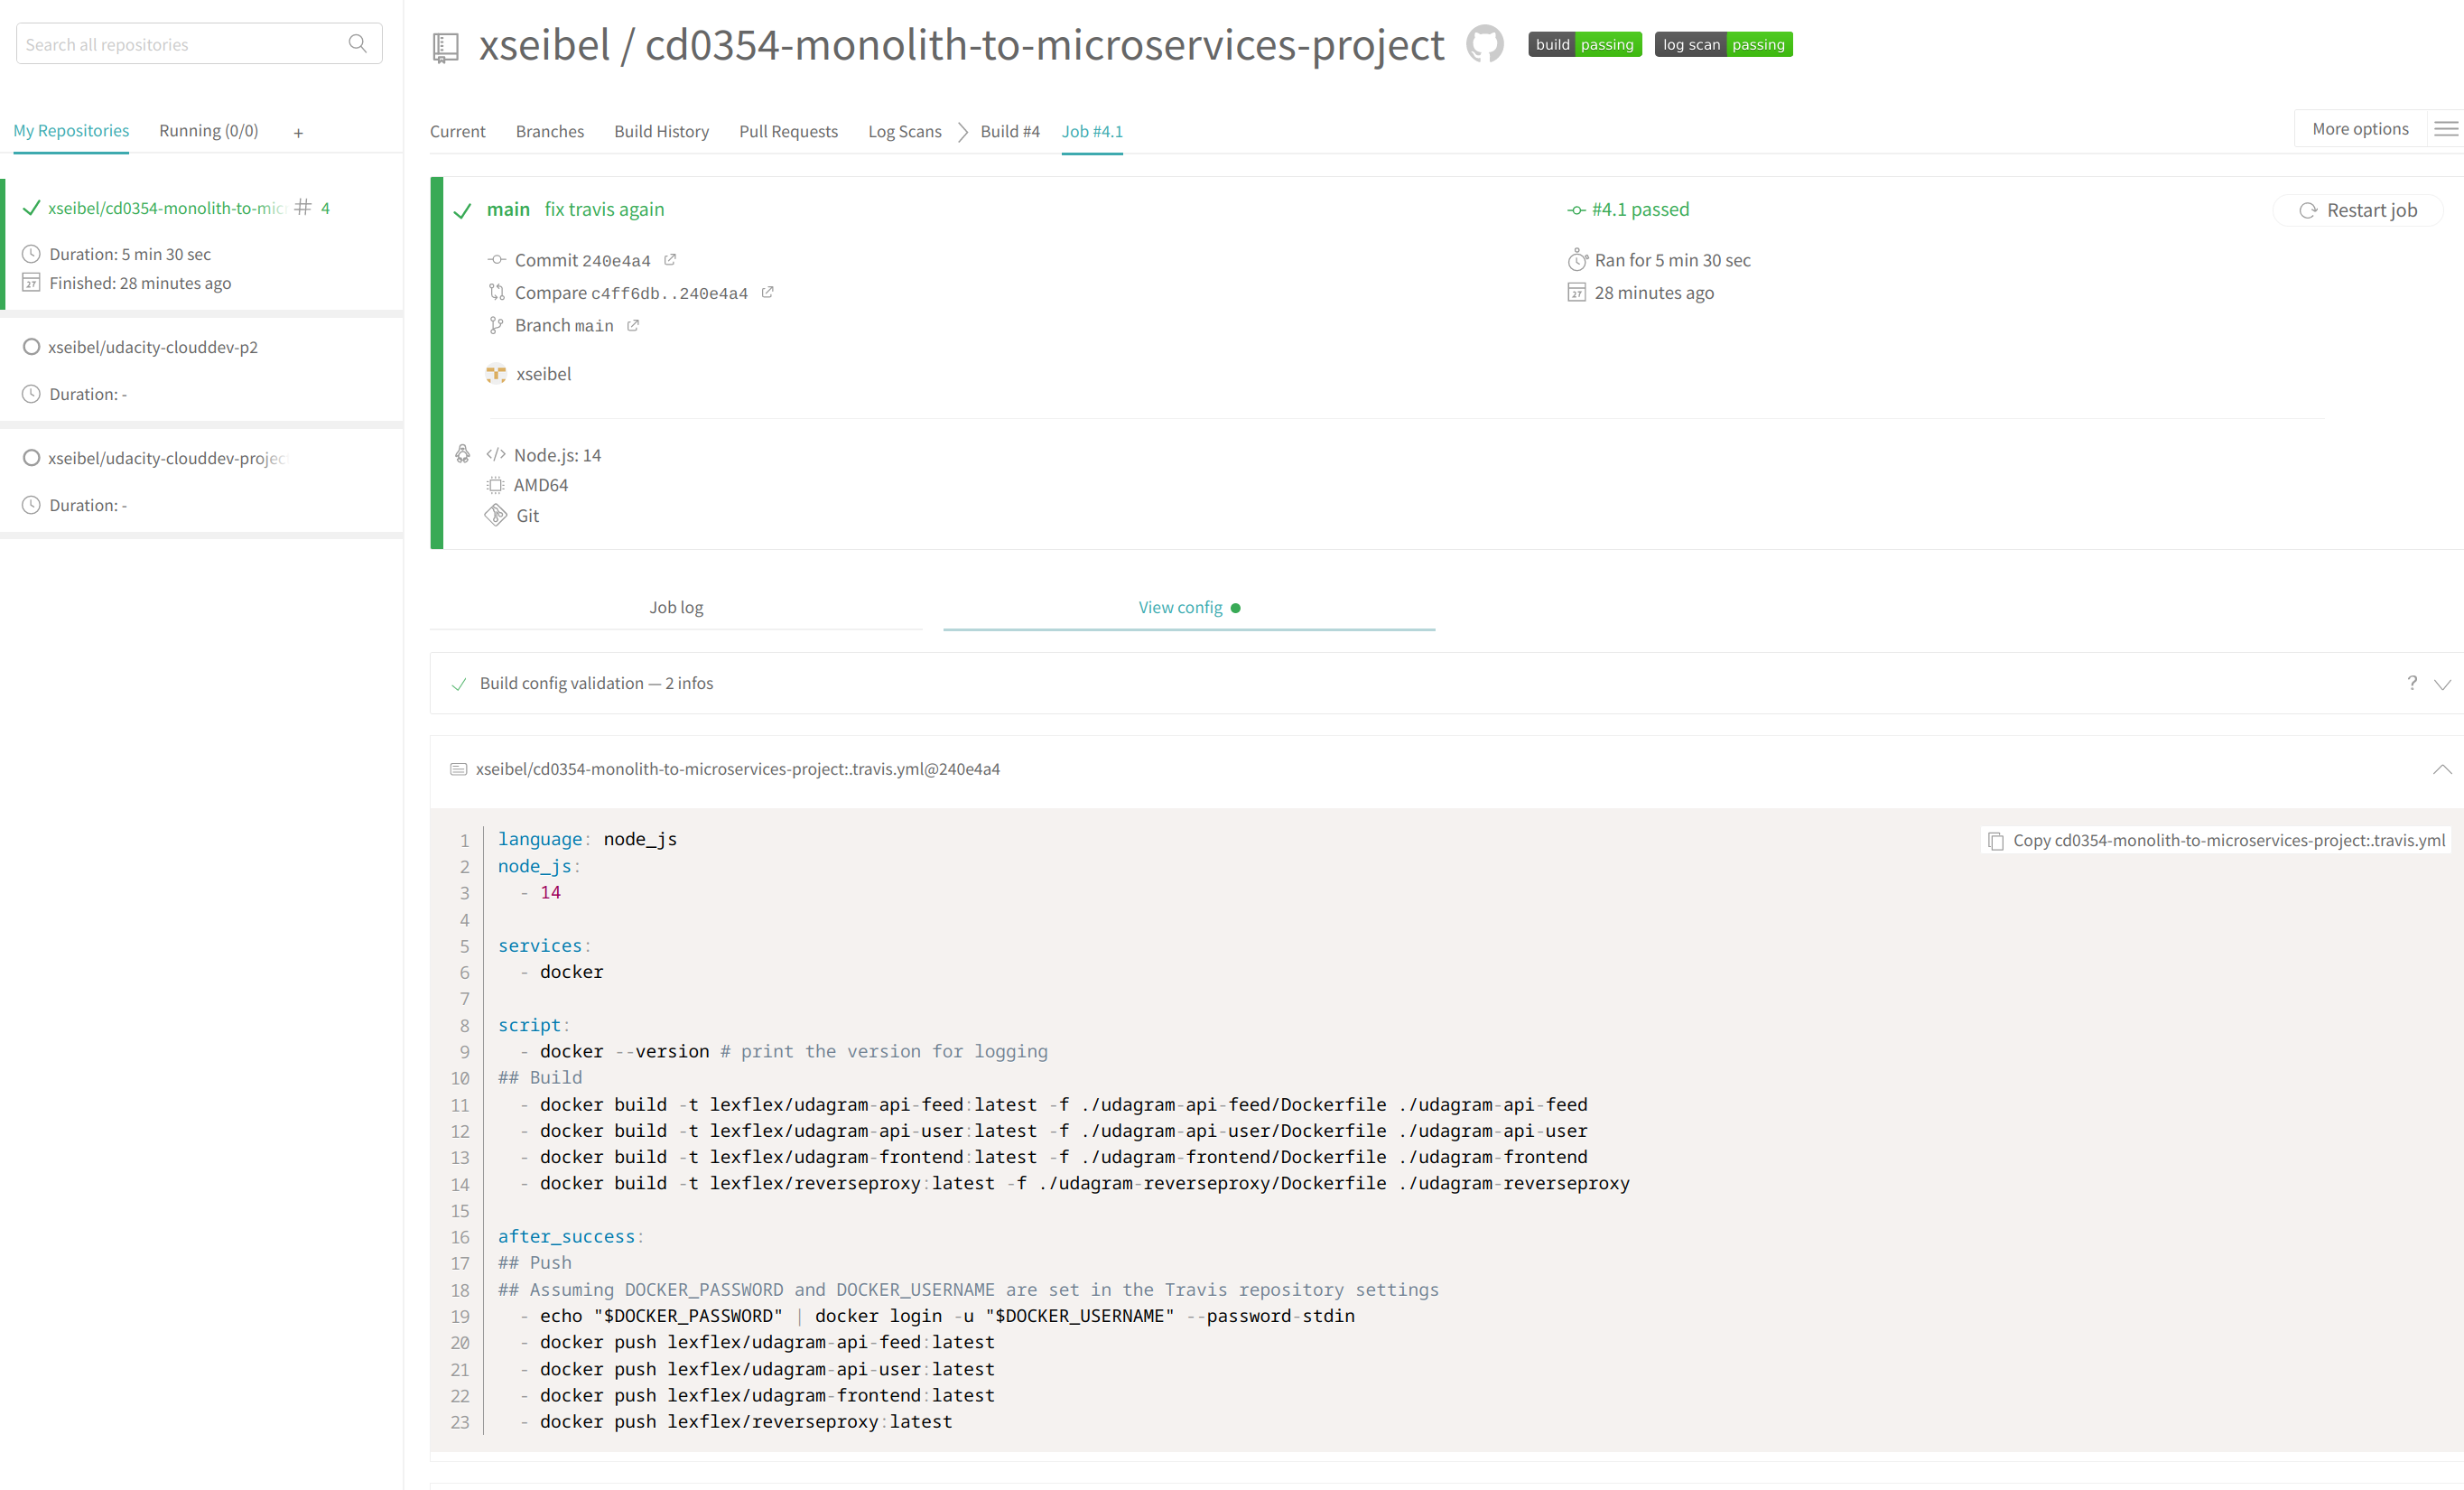 Search all repositories
My Repositories
Running (0/0)
+
xseibel/cd0354-monolith-to-mic
# 4
Duration: 5 min 30 sec
27 Finished: 28 minutes ago
xseibel/udacity-clouddev-p2
Duration: -
xseibel/udacity-clouddev-projec
Duration: -
xseibel / cd0354-monolith-to-microservices-project
build passing
log scan passing
Current Branches Build History Pull Requests Log Scans Build #4 Job #4.1
More options
main fix travis again
Commit 240e4a4
Compare c4ff6db..240e4a4
Branch main
xseibel
#4.1 passed
Ran for 5 min 30 sec
27 28 minutes ago
Restart job
Node.js: 14
AMD64
Git
Job log
View config
Build config validation — 2 infos
?
xseibel/cd0354-monolith-to-microservices-project:.travis.yml@240e4a4
Copy cd0354-monolith-to-microservices-project:.travis.yml
1 language: node_js
2 node_js:
3   - 14
4
5 services:
6   - docker
7
8 script:
9   - docker --version # print the version for logging
10 ## Build
11   - docker build -t lexflex/udagram-api-feed:latest -f ./udagram-api-feed/Dockerfile ./udagram-api-feed
12   - docker build -t lexflex/udagram-api-user:latest -f ./udagram-api-user/Dockerfile ./udagram-api-user
13   - docker build -t lexflex/udagram-frontend:latest -f ./udagram-frontend/Dockerfile ./udagram-frontend
14   - docker build -t lexflex/reverseproxy:latest -f ./udagram-reverseproxy/Dockerfile ./udagram-reverseproxy
15
16 after_success:
17 ## Push
18 ## Assuming DOCKER_PASSWORD and DOCKER_USERNAME are set in the Travis repository settings
19   - echo "$DOCKER_PASSWORD" | docker login -u "$DOCKER_USERNAME" --password-stdin
20   - docker push lexflex/udagram-api-feed:latest
21   - docker push lexflex/udagram-api-user:latest
22   - docker push lexflex/udagram-frontend:latest
23   - docker push lexflex/reverseproxy:latest